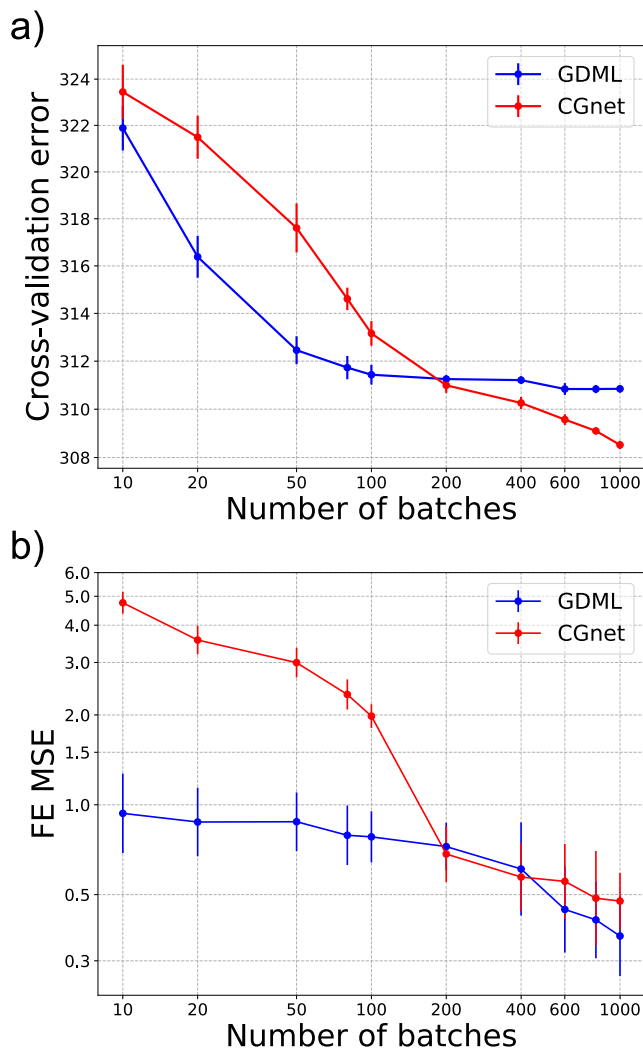 a)
324
322
320
318
316
314
312
310
308
Cross-validation error
GDML
CGnet
10 20 50 100 200 400 600 1000
Number of batches
b)
6.0
5.0
4.0
3.0
2.0
1.5
1.0
0.5
0.3
FE MSE
GDML
CGnet
10 20 50 100 200 400 600 1000
Number of batches